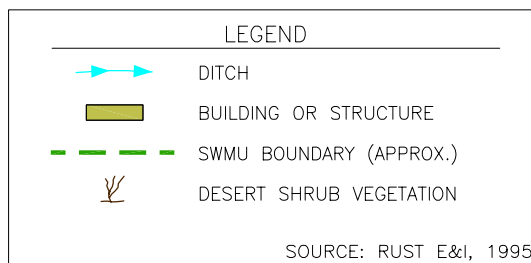 LEGEND
DITCH
BUILDING OR STRUCTURE
SWMU BOUNDARY (APPROX.)
DESERT SHRUB VEGETATION
SOURCE: RUST E&I, 1995